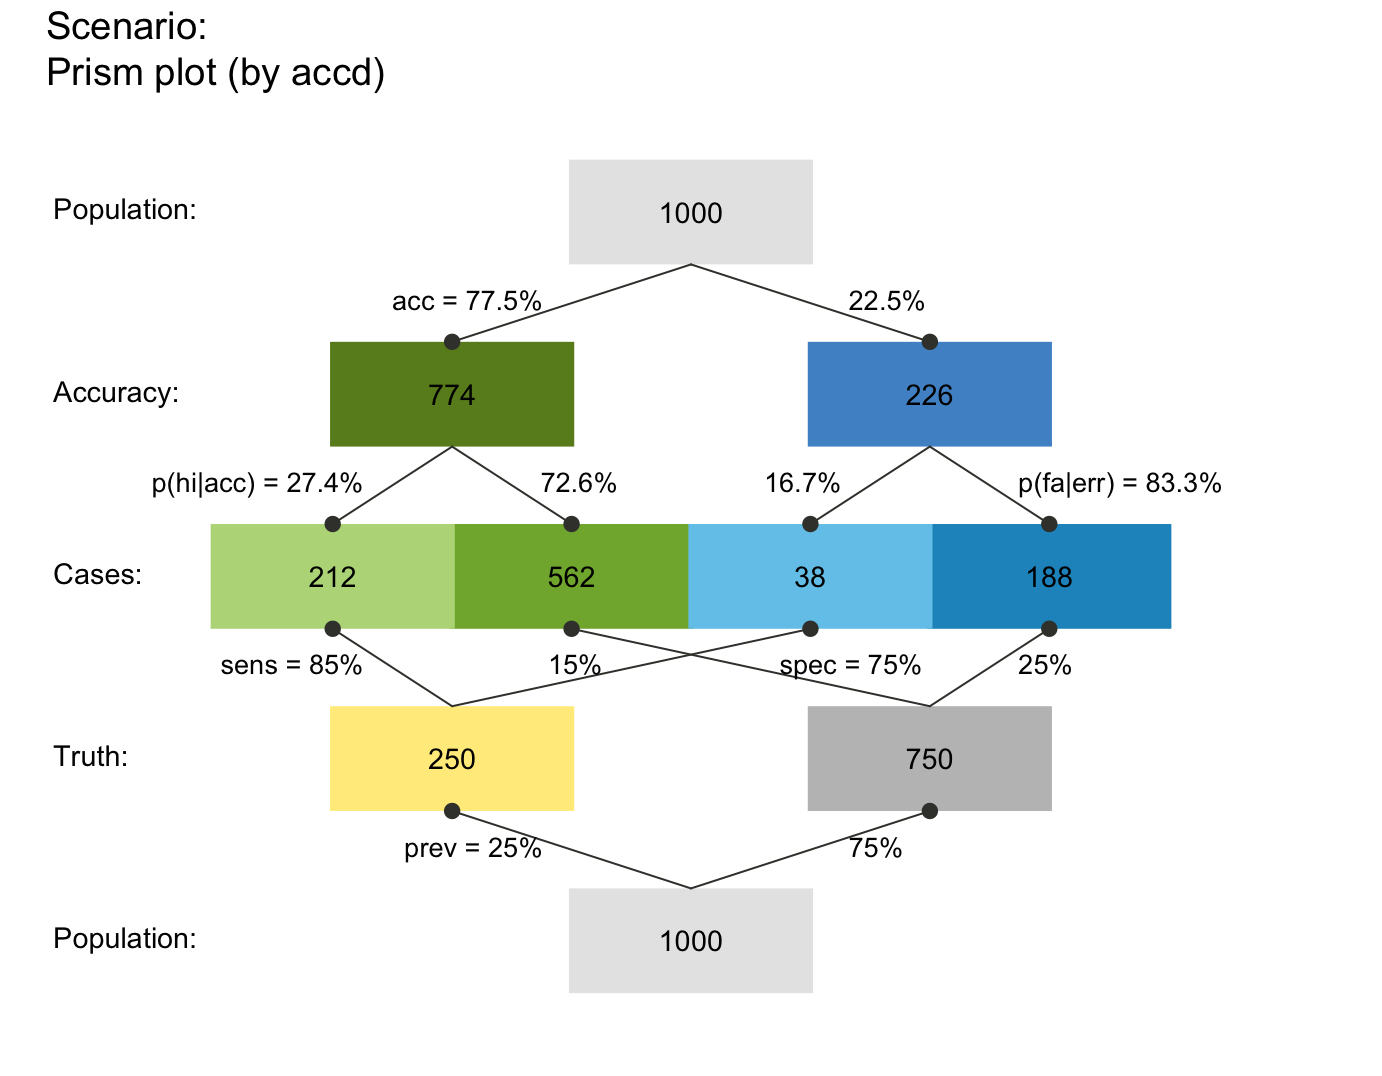 Scenario:
Prism plot (by accd)
Population:
1000
acc = 77.5%
22.5%
Accuracy:
774
226
p(hi|acc) = 27.4%
72.6%
16.7%
p(fa|err) = 83.3%
Cases:
212
562
38
188
sens = 85%
15%
spec = 75%
25%
Truth:
250
750
prev = 25%
75%
Population:
1000